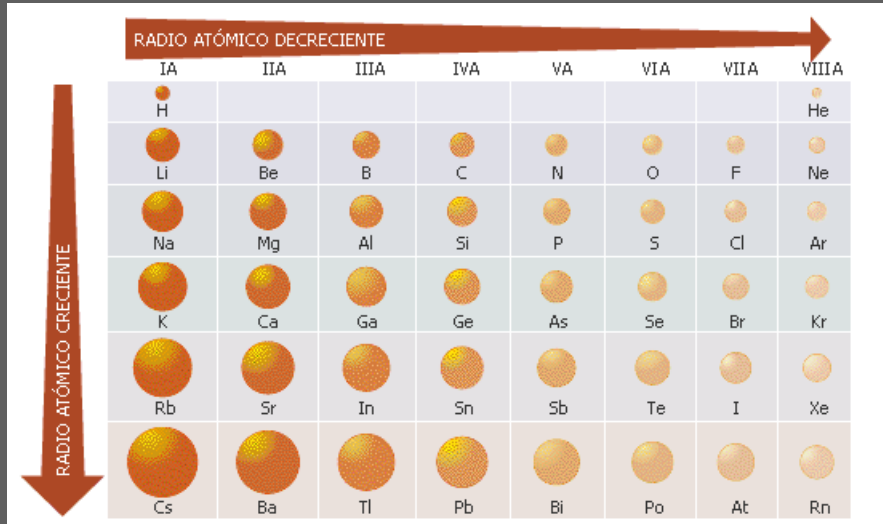 RADIO ATÓMICO DECRECIENTE
IA IIA IIIA IVA VA VIA VIIA VIIIA
H He
Li Be B C N O F Ne
Na Mg Al Si P S Cl Ar
K Ca Ga Ge As Se Br Kr
Rb Sr In Sn Sb Te I Xe
Cs Ba Tl Pb Bi Po At Rn
RADIO ATÓMICO CRECIENTE